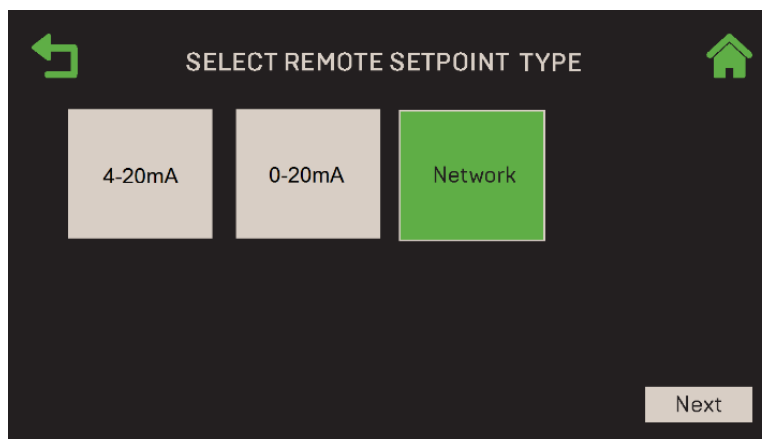 SELECT REMOTE SETPOINT TYPE
4-20mA
0-20mA
Network
Next